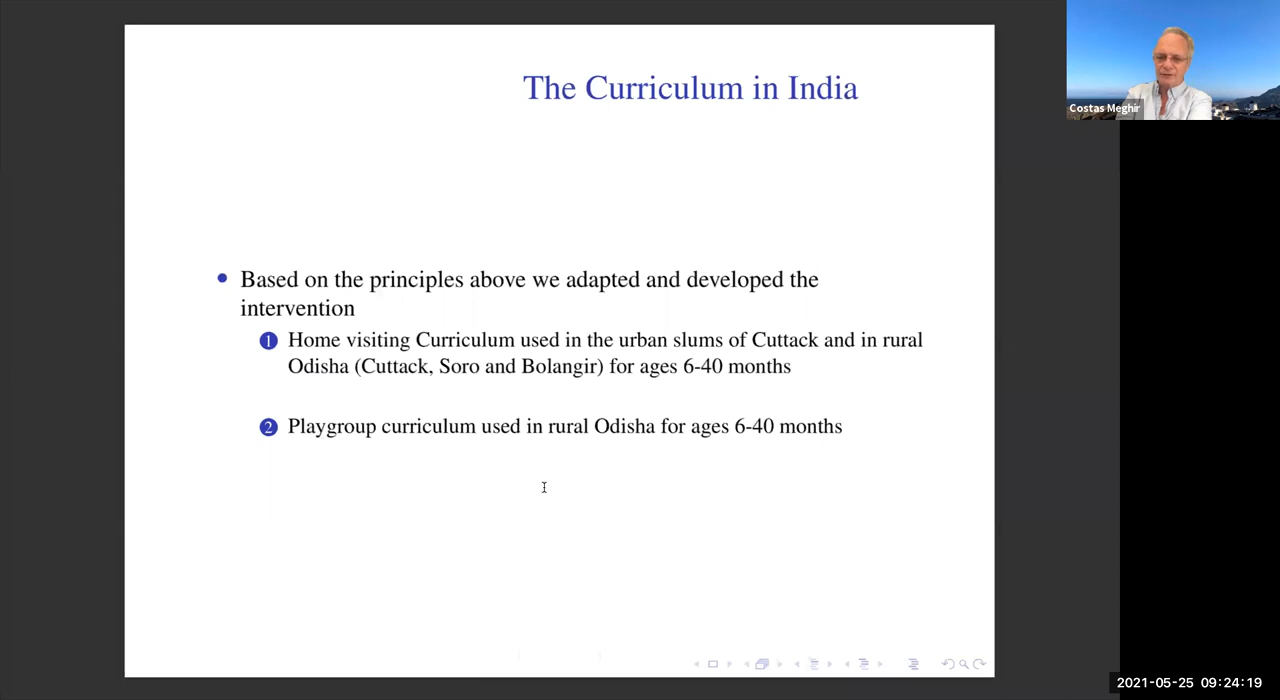 The Curriculum in India
Costas Meghir
Based on the principles above we adapted and developed the
intervention
1 Home visiting Curriculum used in the urban slums of Cuttack and in rural
Odisha (Cuttack, Soro and Bolangir) for ages 6-40 months
2 Playgroup curriculum used in rural Odisha for ages 6-40 months
2021-05-25 09:24:19